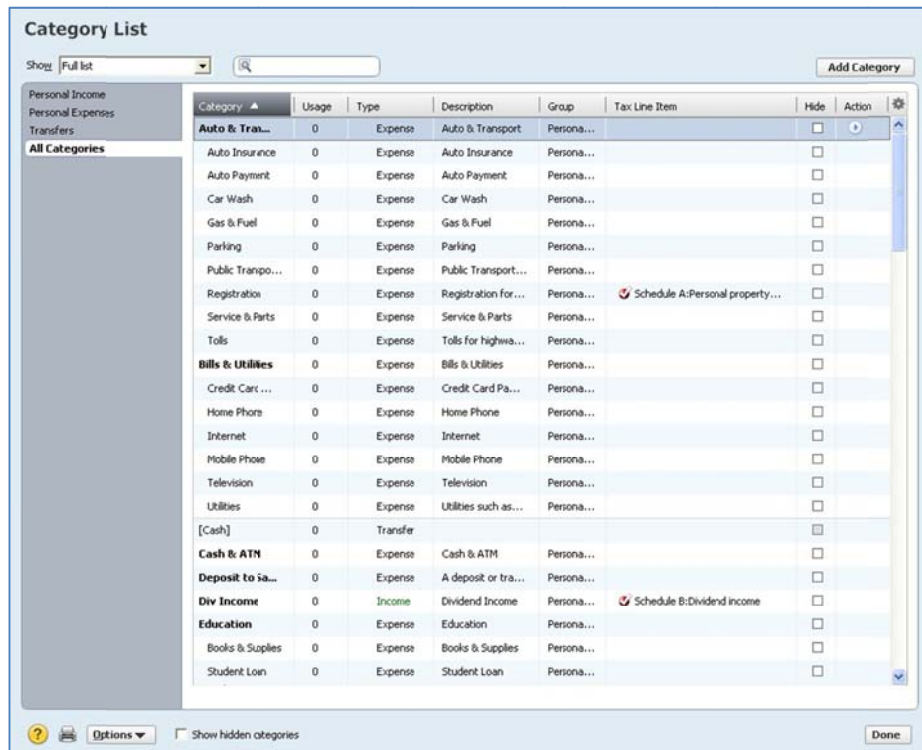 Category List
Show Full list
Add Category
Personal Income
Personal Expenses
Transfers
All Categories
Category Usage Type Description Group Tax Line Item Hide Action
Auto & Tran... 0 Expense Auto & Transport Persona...
Auto Insurance 0 Expense Auto Insurance Persona...
Auto Payment 0 Expense Auto Payment Persona...
Car Wash 0 Expense Car Wash Persona...
Gas & Fuel 0 Expense Gas & Fuel Persona...
Parking 0 Expense Parking Persona...
Public Tranpo... 0 Expense Public Transport... Persona...
Registration 0 Expense Registration for... Persona... Schedule A:Personal property...
Service & Parts 0 Expense Service & Parts Persona...
Tolls 0 Expense Tolls for highwa... Persona...
Bills & Utilities 0 Expense Bills & Utilities Persona...
Credit Card ... 0 Expense Credit Card Pa... Persona...
Home Phone 0 Expense Home Phone Persona...
Internet 0 Expense Internet Persona...
Mobile Phone 0 Expense Mobile Phone Persona...
Television 0 Expense Television Persona...
Utilities 0 Expense Utilities such as... Persona...
[Cash] 0 Transfer
Cash & ATM 0 Expense Cash & ATM Persona...
Deposit to Sa... 0 Expense A deposit or tra... Persona...
Div Income 0 Income Dividend Income Persona... Schedule B:Dividend income
Education 0 Expense Education Persona...
Books & Supplies 0 Expense Books & Supplies Persona...
Student Loan 0 Expense Student Loan Persona...
? Options Show hidden categories Done